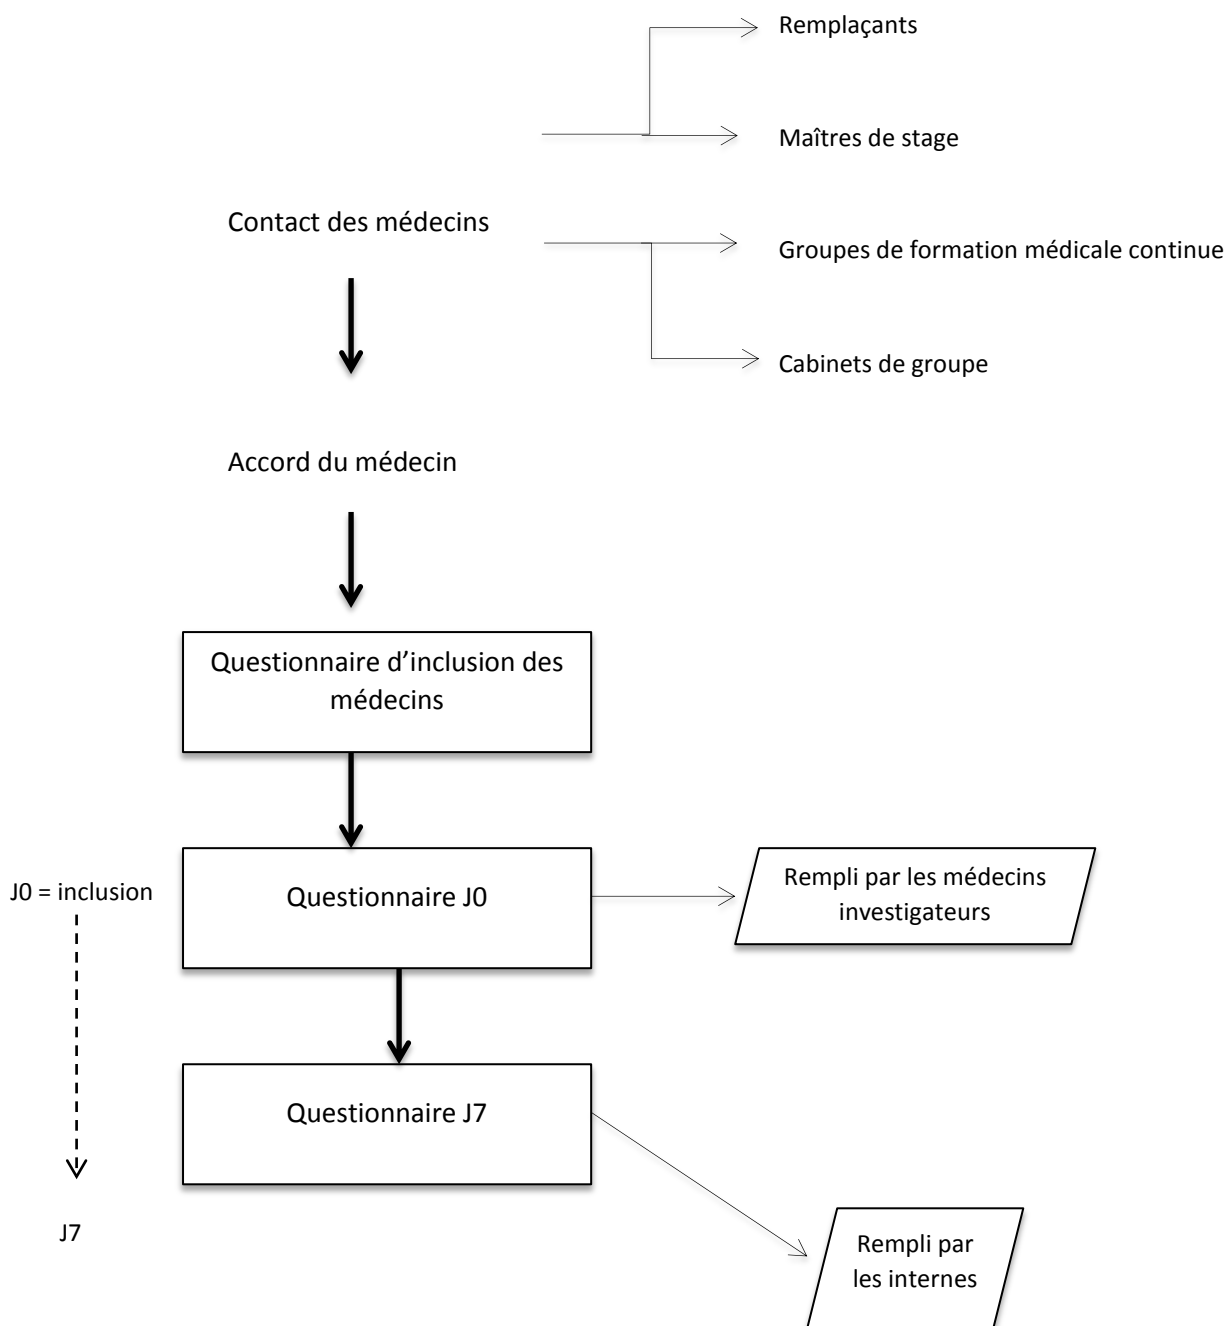 Remplaçants
Maîtres de stage
Contact des médecins
Groupes de formation médicale continue
Cabinets de groupe
Accord du médecin
Questionnaire d’inclusion des
médecins
J0 = inclusion
Questionnaire J0
Rempli par les médecins
investigateurs
Questionnaire J7
J7
Rempli par
les internes